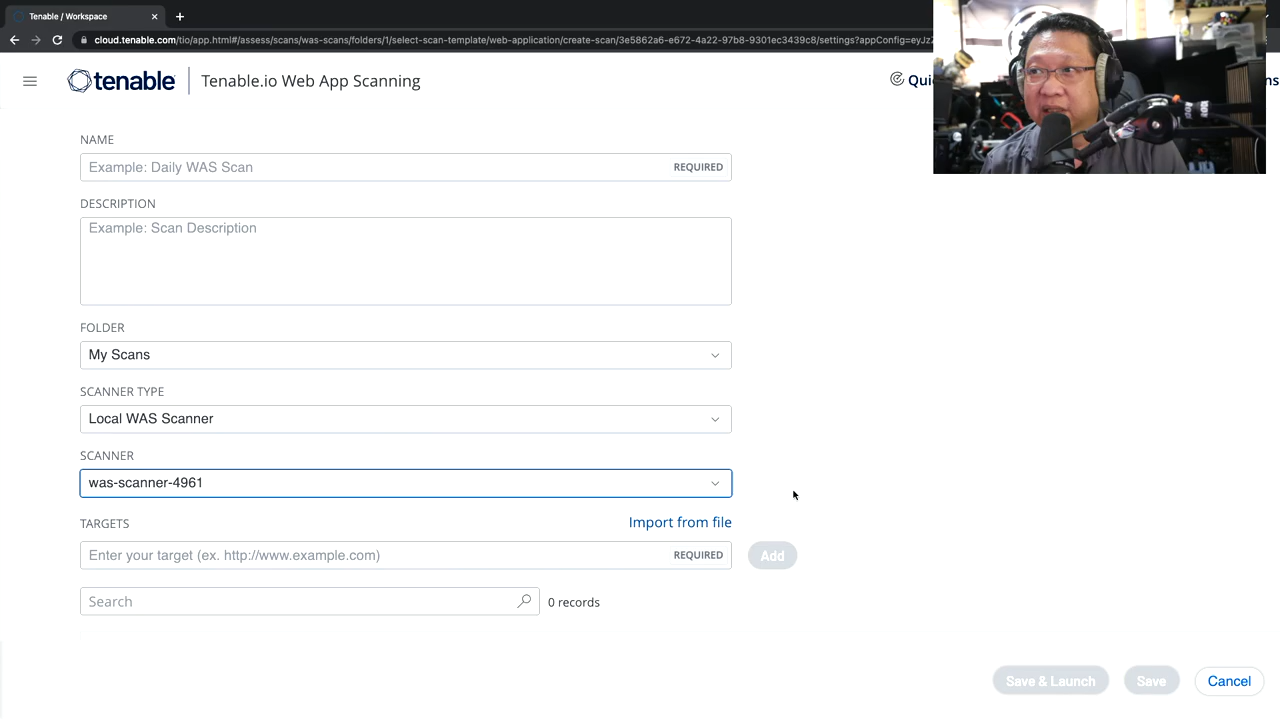 Tenable / Workspace
cloud.tenable.com/tio/app.html#/assess/scans/was-scans/folders/1/select-scan-template/web-application/create-scan/3e5862a6-e672-4a22-97b8-9301ec3439c8/settings?appConfig=eyJz
tenable Tenable.io Web App Scanning
NAME
Example: Daily WAS Scan REQUIRED
DESCRIPTION
Example: Scan Description
FOLDER
My Scans
SCANNER TYPE
Local WAS Scanner
SCANNER
was-scanner-4961
TARGETS Import from file
Enter your target (ex. http://www.example.com) REQUIRED Add
Search 0 records
Save & Launch Save Cancel